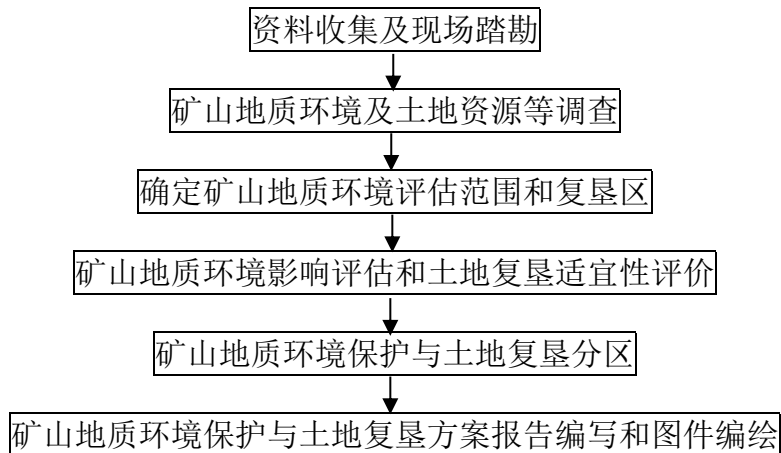 资料收集及现场踏勘
矿山地质环境及土地资源等调查
确定矿山地质环境评估范围和复垦区
矿山地质环境影响评估和土地复垦适宜性评价
矿山地质环境保护与土地复垦分区
矿山地质环境保护与土地复垦方案报告编写和图件编绘